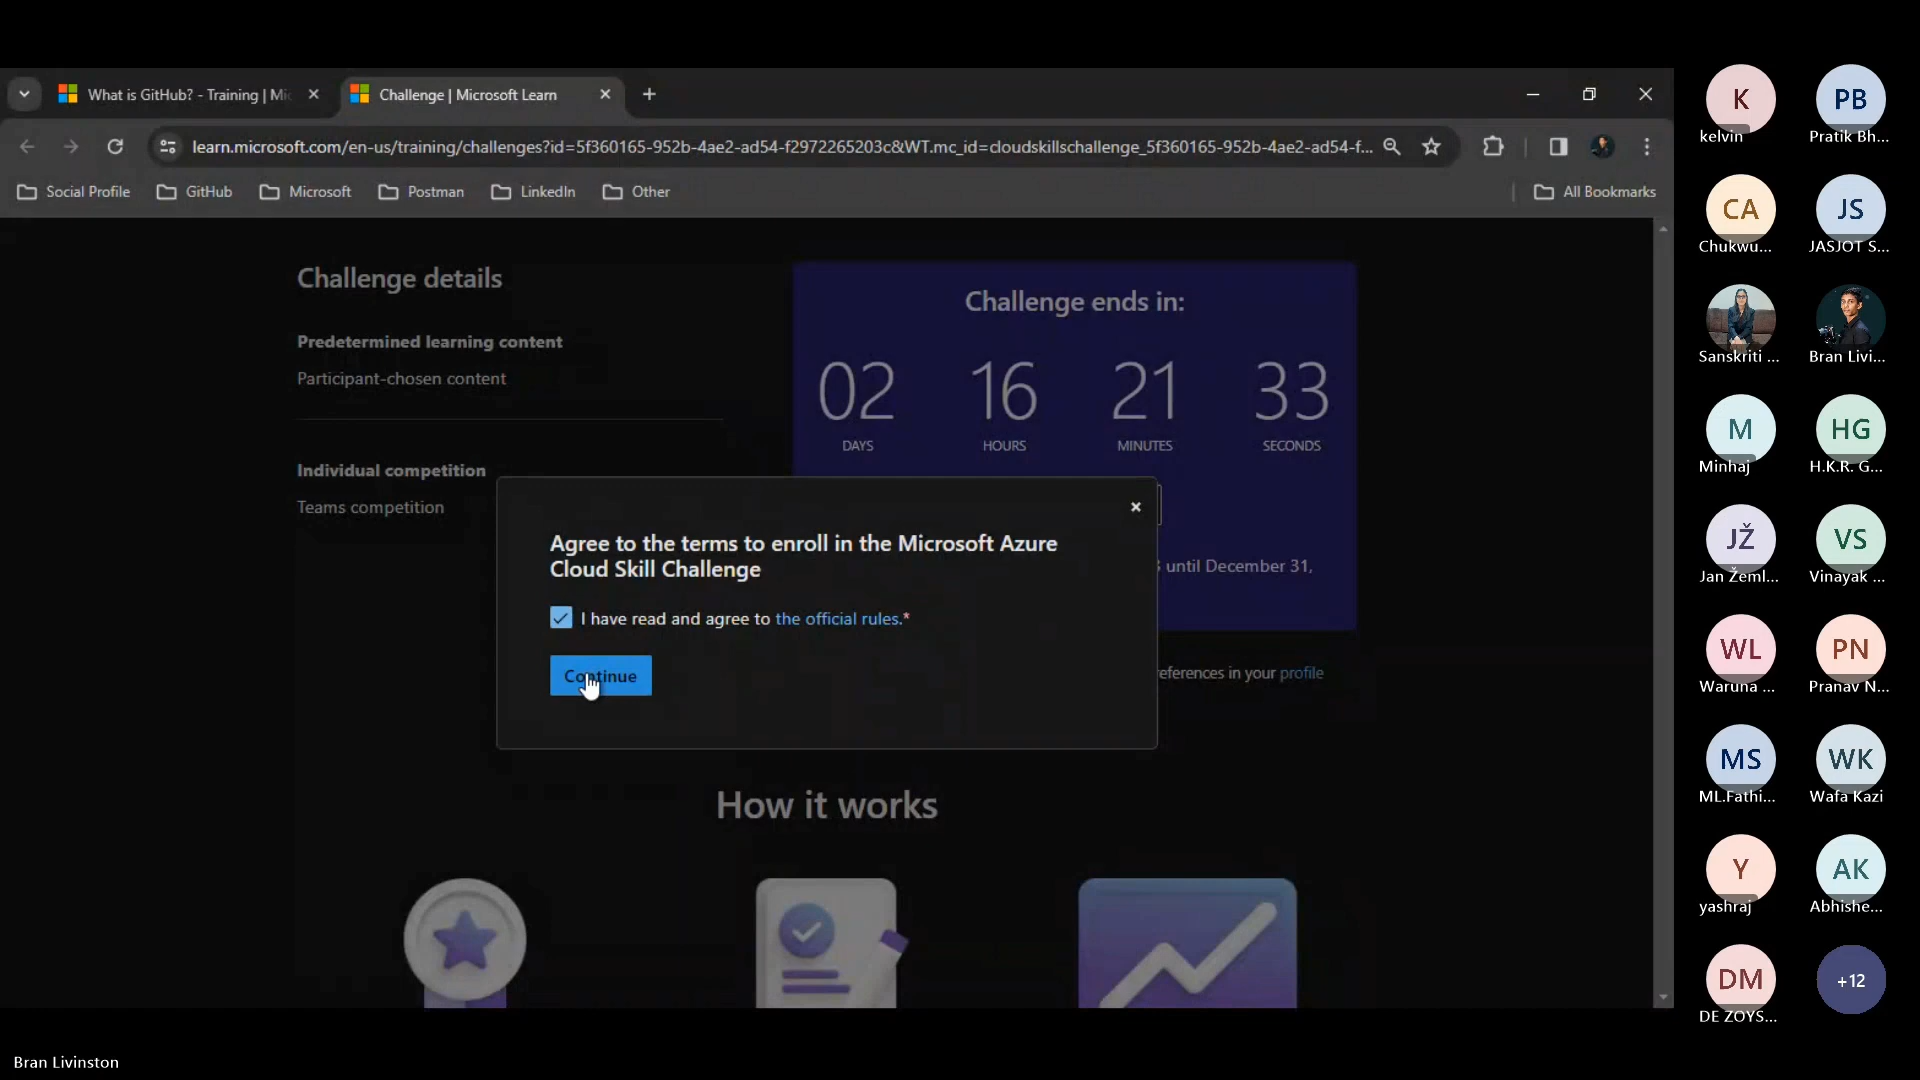 What is GitHub? - Training | Mi
Challenge | Microsoft Learn
learn.microsoft.com/en-us/training/challenges?id=5f360165-952b-4ae2-ad54-f2972265203c&WT.mc_id=cloudskillschallenge_5f360165-952b-4ae2-ad54-f...
Social Profile
GitHub
Microsoft
Postman
LinkedIn
Other
All Bookmarks
Challenge details
Predetermined learning content
Participant-chosen content
Individual competition
Teams competition
Challenge ends in:
02 16 21 33
DAYS HOURS MINUTES SECONDS
until December 31,
eferences in your profile
Agree to the terms to enroll in the Microsoft Azure
Cloud Skill Challenge
I have read and agree to the official rules.*
Continue
How it works
K
kelvin
PB
Pratik Bh...
CA
Chukwu...
JS
JASJOT S...
Sanskriti ...
Bran Livi...
M
Minhaj
HG
H.K.R. G...
JŽ
Jan Žeml...
VS
Vinayak ...
WL
Waruna ...
PN
Pranav N...
MS
ML.Fathi...
WK
Wafa Kazi
Y
yashraj
AK
Abhishe...
DM
DE ZOYS...
+12
Bran Livinston